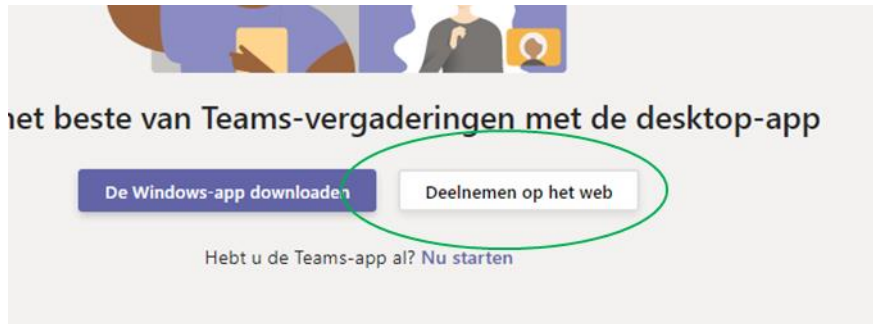 het beste van Teams-vergaderingen met de desktop-app
De Windows-app downloaden
Deelnemen op het web
Hebt u de Teams-app al? Nu starten